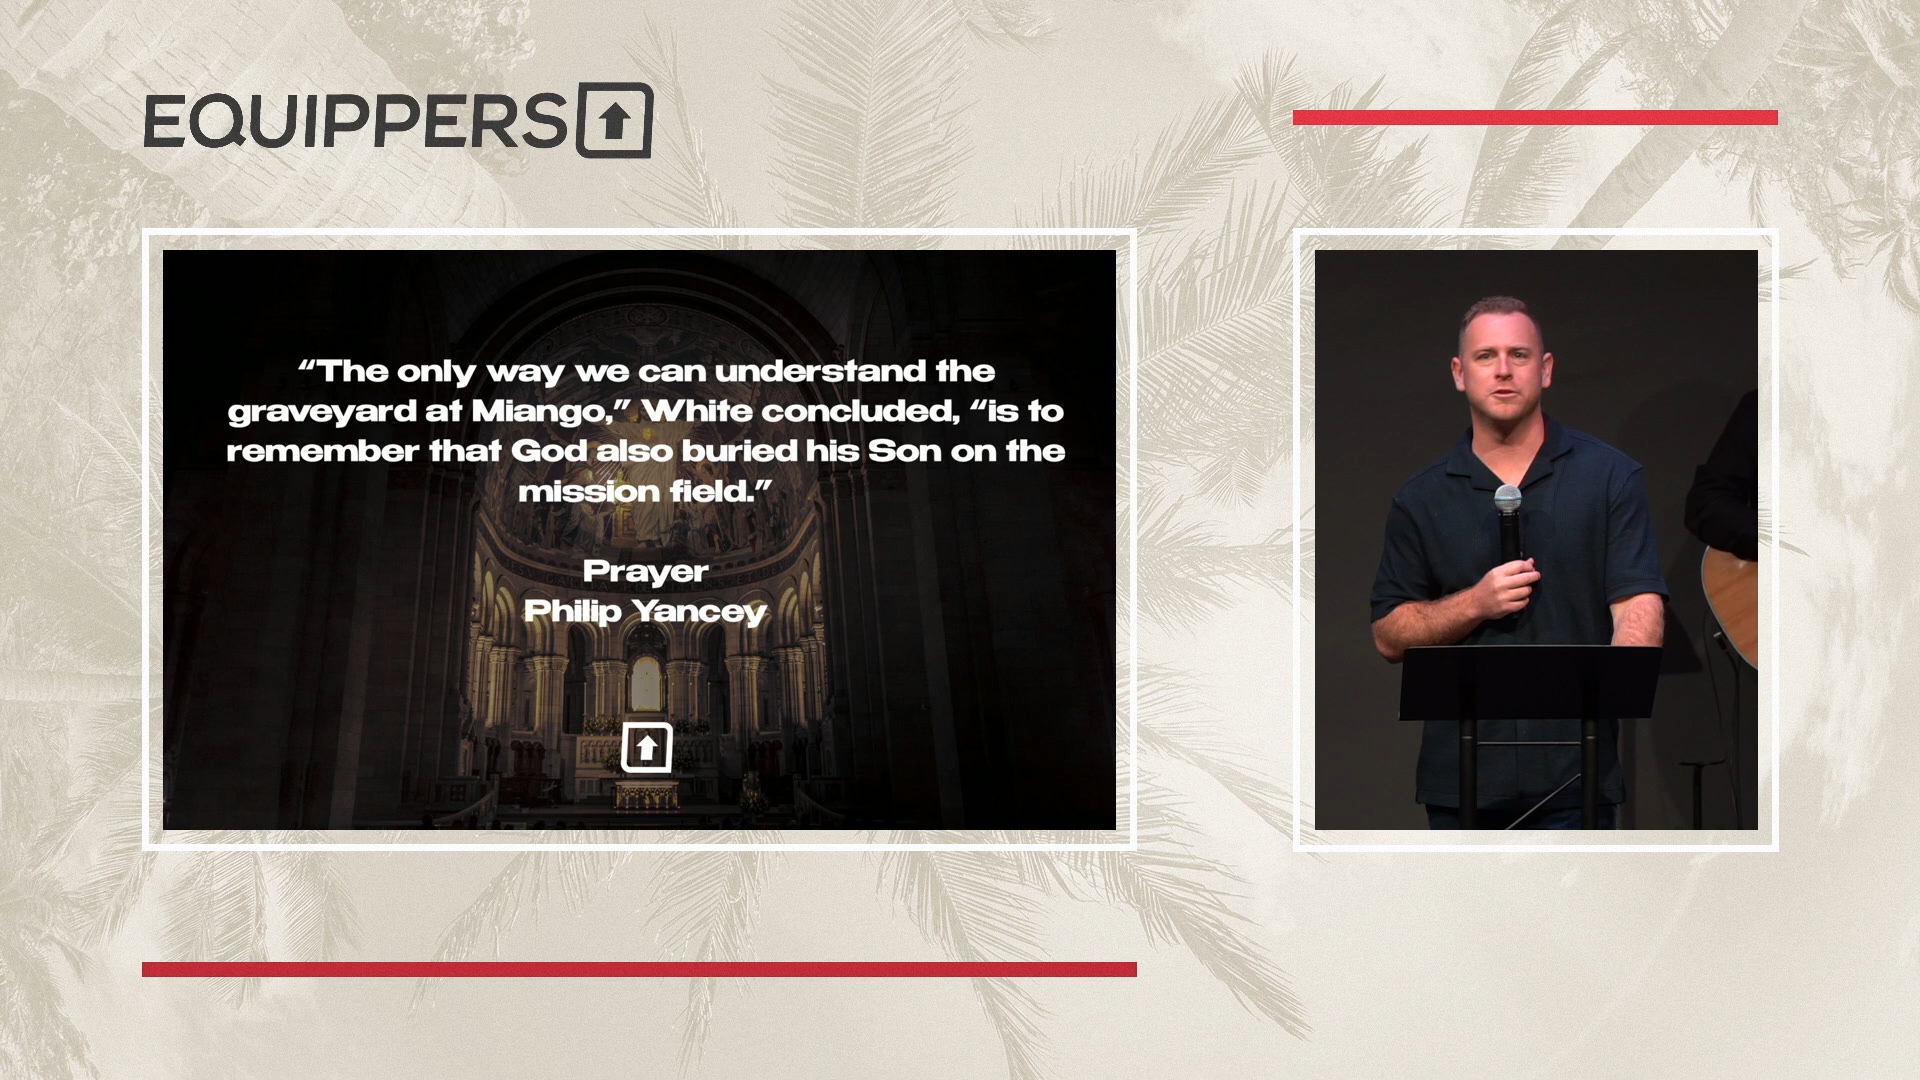 EQUIPPERS
“The only way we can understand the
graveyard at Miango,” White concluded, “is to
remember that God also buried his Son on the
mission field.”
Prayer
Philip Yancey